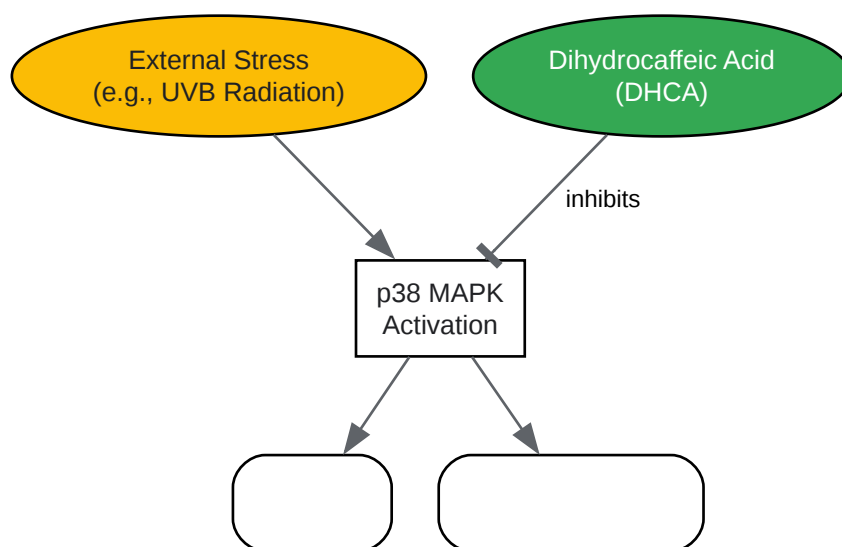 External Stress
(e.g., UVB Radiation)
Dihydrocaffeic Acid
(DHCA)
inhibits
p38 MAPK
Activation